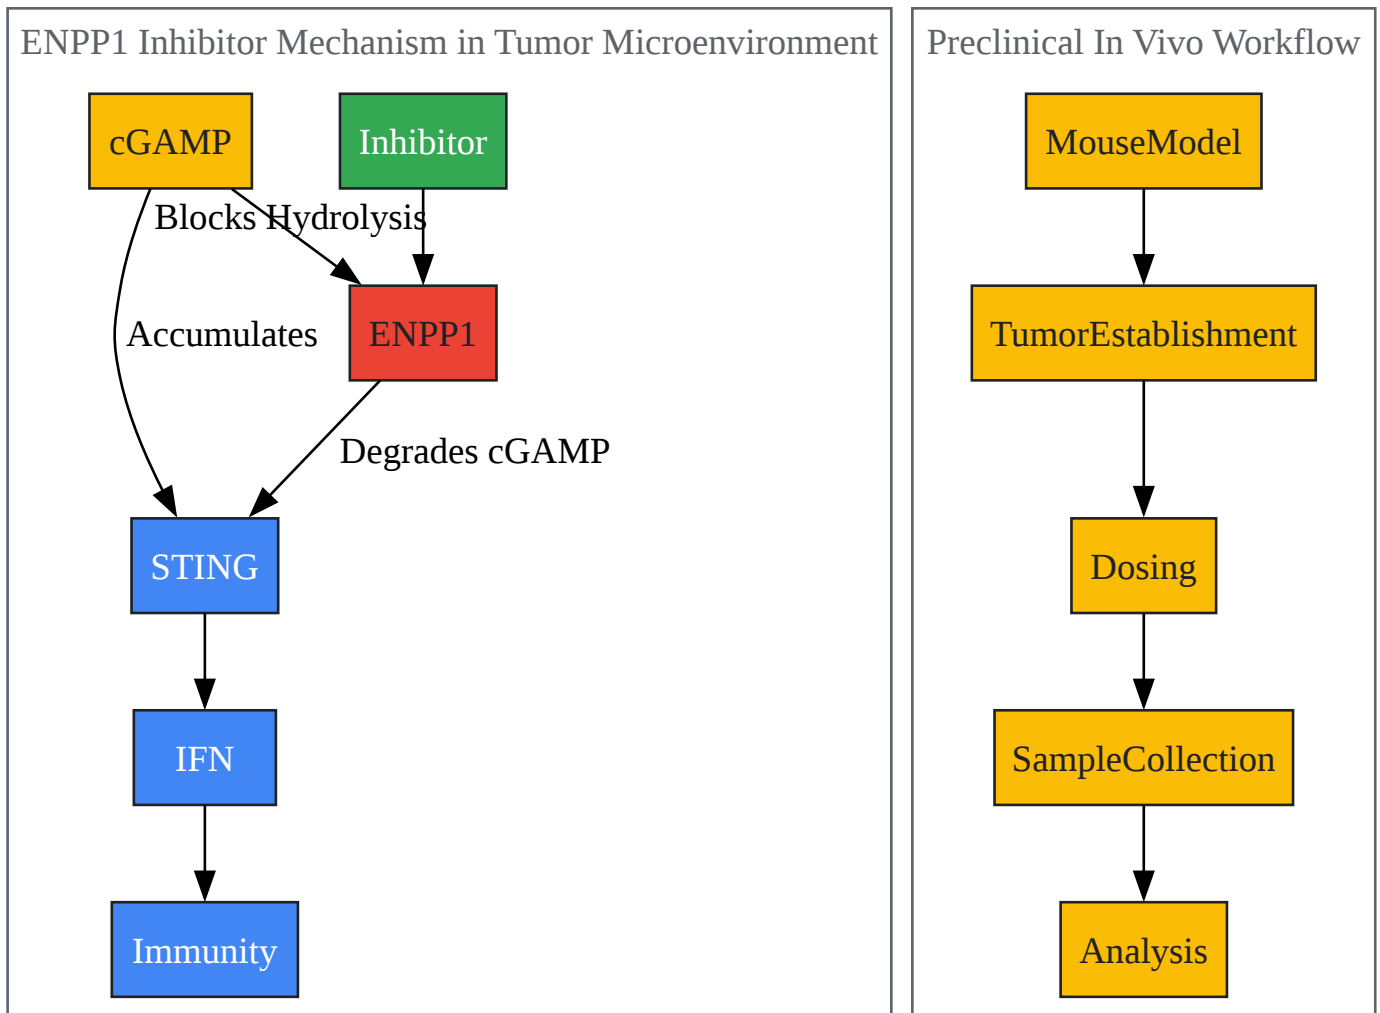 ENPP1 Inhibitor Mechanism in Tumor Microenvironment
cGAMP
Inhibitor
Blocks Hydrolysis
ENPP1
Accumulates
Degrades cGAMP
STING
IFN
Immunity
Preclinical In Vivo Workflow
MouseModel
TumorEstablishment
Dosing
SampleCollection
Analysis